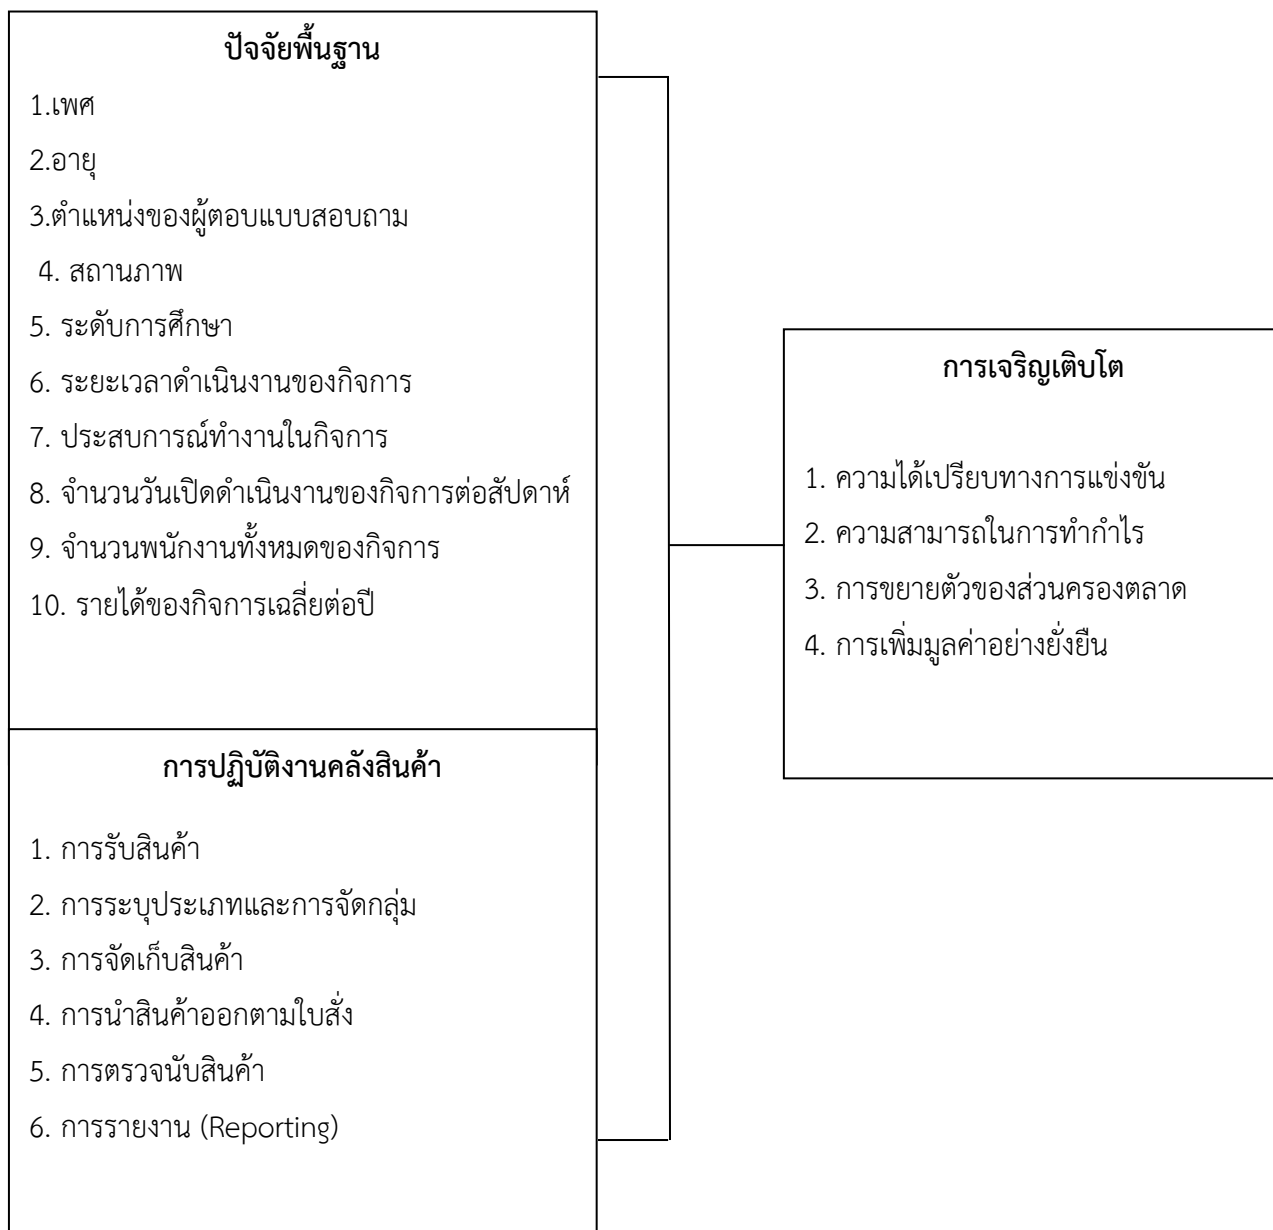 ปัจจัยพื้นฐาน
1.เพศ
2.อายุ
3.ตำแหน่งของผู้ตอบแบบสอบถาม
4. สถานภาพ
5. ระดับการศึกษา
6. ระยะเวลาดำเนินงานของกิจการ
7. ประสบการณ์ทำงานในกิจการ
8. จำนวนวันเปิดดำเนินงานของกิจการต่อสัปดาห์
9. จำนวนพนักงานทั้งหมดของกิจการ
10. รายได้ของกิจการเฉลี่ยต่อปี
การปฏิบัติงานคลังสินค้า
1. การรับสินค้า
2. การระบุประเภทและการจัดกลุ่ม
3. การจัดเก็บสินค้า
4. การนำสินค้าออกตามใบสั่ง
5. การตรวจนับสินค้า
6. การรายงาน (Reporting)
การเจริญเติบโต
1. ความได้เปรียบทางการแข่งขัน
2. ความสามารถในการทำกำไร
3. การขยายตัวของส่วนครองตลาด
4. การเพิ่มมูลค่าอย่างยั่งยืน